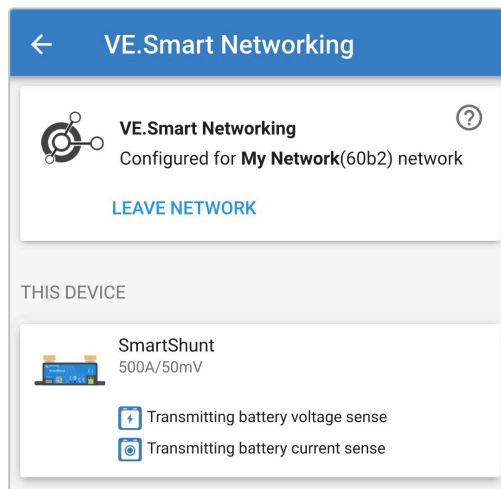 VE.Smart Networking
VE.Smart Networking
Configured for My Network(60b2) network
LEAVE NETWORK
THIS DEVICE
SmartShunt
500A/50mV
Transmitting battery voltage sense
Transmitting battery current sense